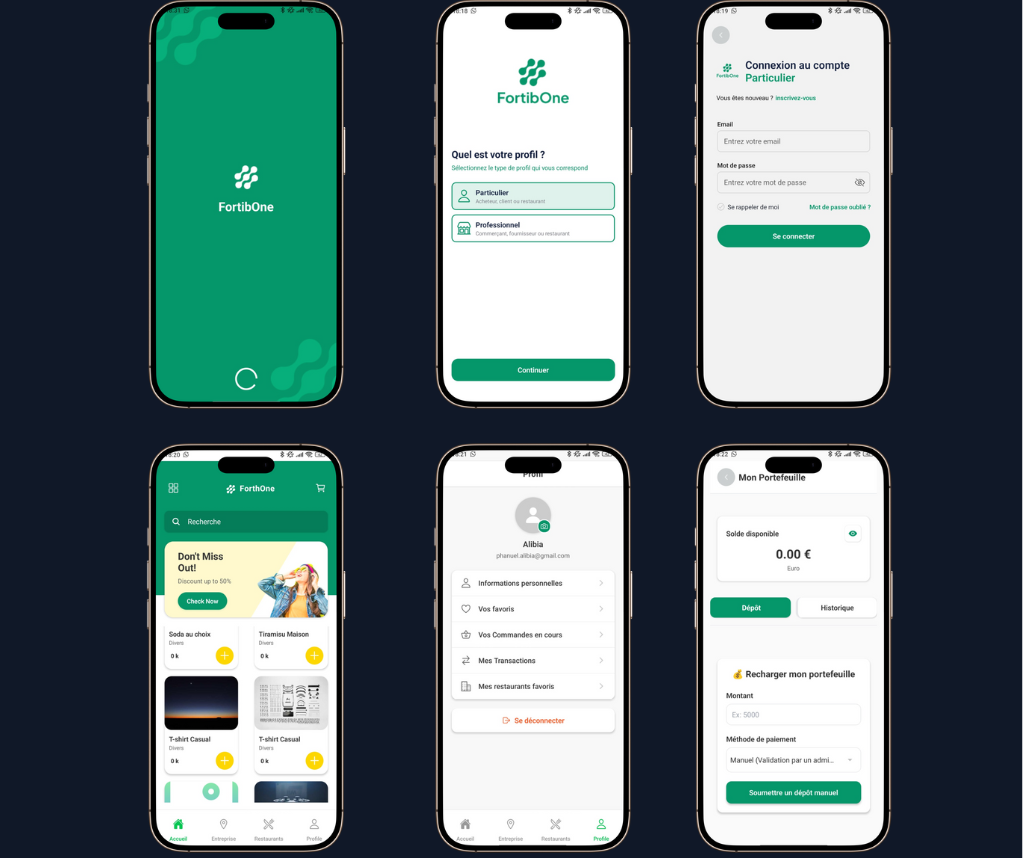 FortibOne
FortibOne
Quel est votre profil ?
Sélectionnez le type de profil qui vous correspond
Particulier
Acheteur, client ou restaurant
Professionnel
Commerçant, fournisseur ou restaurant
Continuer
8:19
FortibOne
Connexion au compte
Particulier
Vous êtes nouveau ? inscrivez-vous
Email
Entrez votre email
Mot de passe
Entrez votre mot de passe
Se rappeler de moi
Mot de passe oublié ?
Se connecter
ForthOne
Recherche
Don't Miss
Out!
Discount up to 50%
Check Now
Soda au choix
Divers
0 k
Tiramisu Maison
Divers
0 k
T-shirt Casual
Divers
0 k
T-shirt Casual
Divers
0 k
Accueil
Entreprise
Restaurants
Profile
Profil
Alibia
phanuel.alibia@gmail.com
Informations personnelles
Vos favoris
Vos Commandes en cours
Mes Transactions
Mes restaurants favoris
Se déconnecter
Accueil
Entreprise
Restaurants
Profile
Mon Portefeuille
Solde disponible
0.00 €
Euro
Dépôt
Historique
💰 Recharger mon portefeuille
Montant
Ex: 5000
Méthode de paiement
Manuel (Validation par un admi...
Soumettre un dépôt manuel